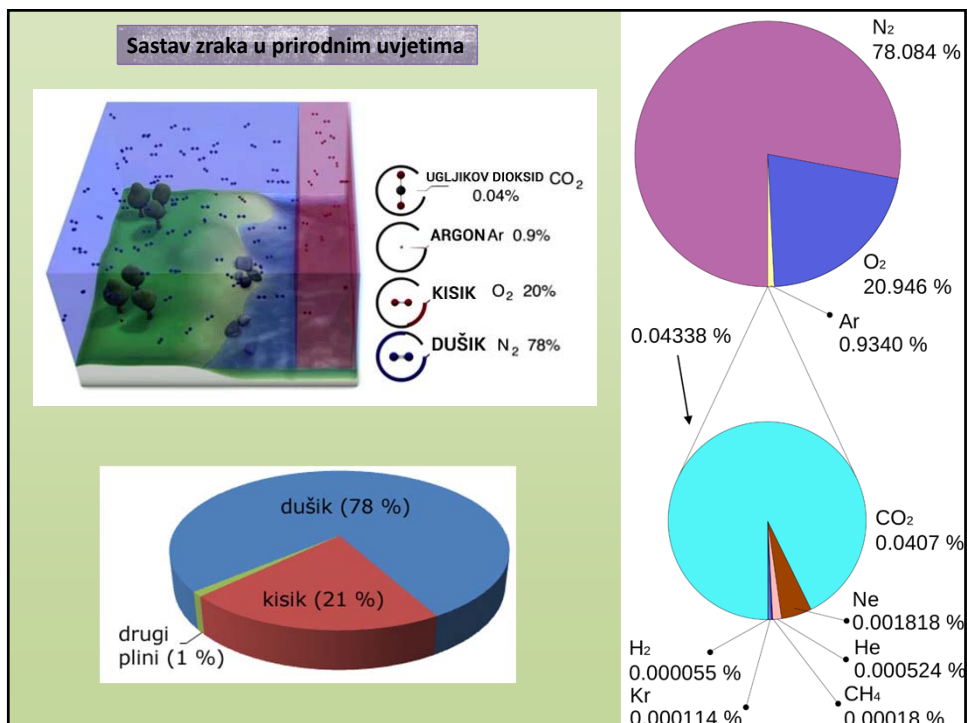 Sastav zraka u prirodnim uvjetima
UGLJIKOV DIOKSID CO₂
0.04%
ARGON Ar 0.9%
KISIK O₂ 20%
DUŠIK N₂ 78%
dušik (78 %)
kisik (21 %)
drugi
plini (1 %)
N₂
78.084 %
O₂
20.946 %
Ar
0.9340 %
0.04338 %
CO₂
0.0407 %
Ne
0.001818 %
He
0.000524 %
CH₄
0.00018 %
H₂
0.000055 %
Kr
0.000114 %